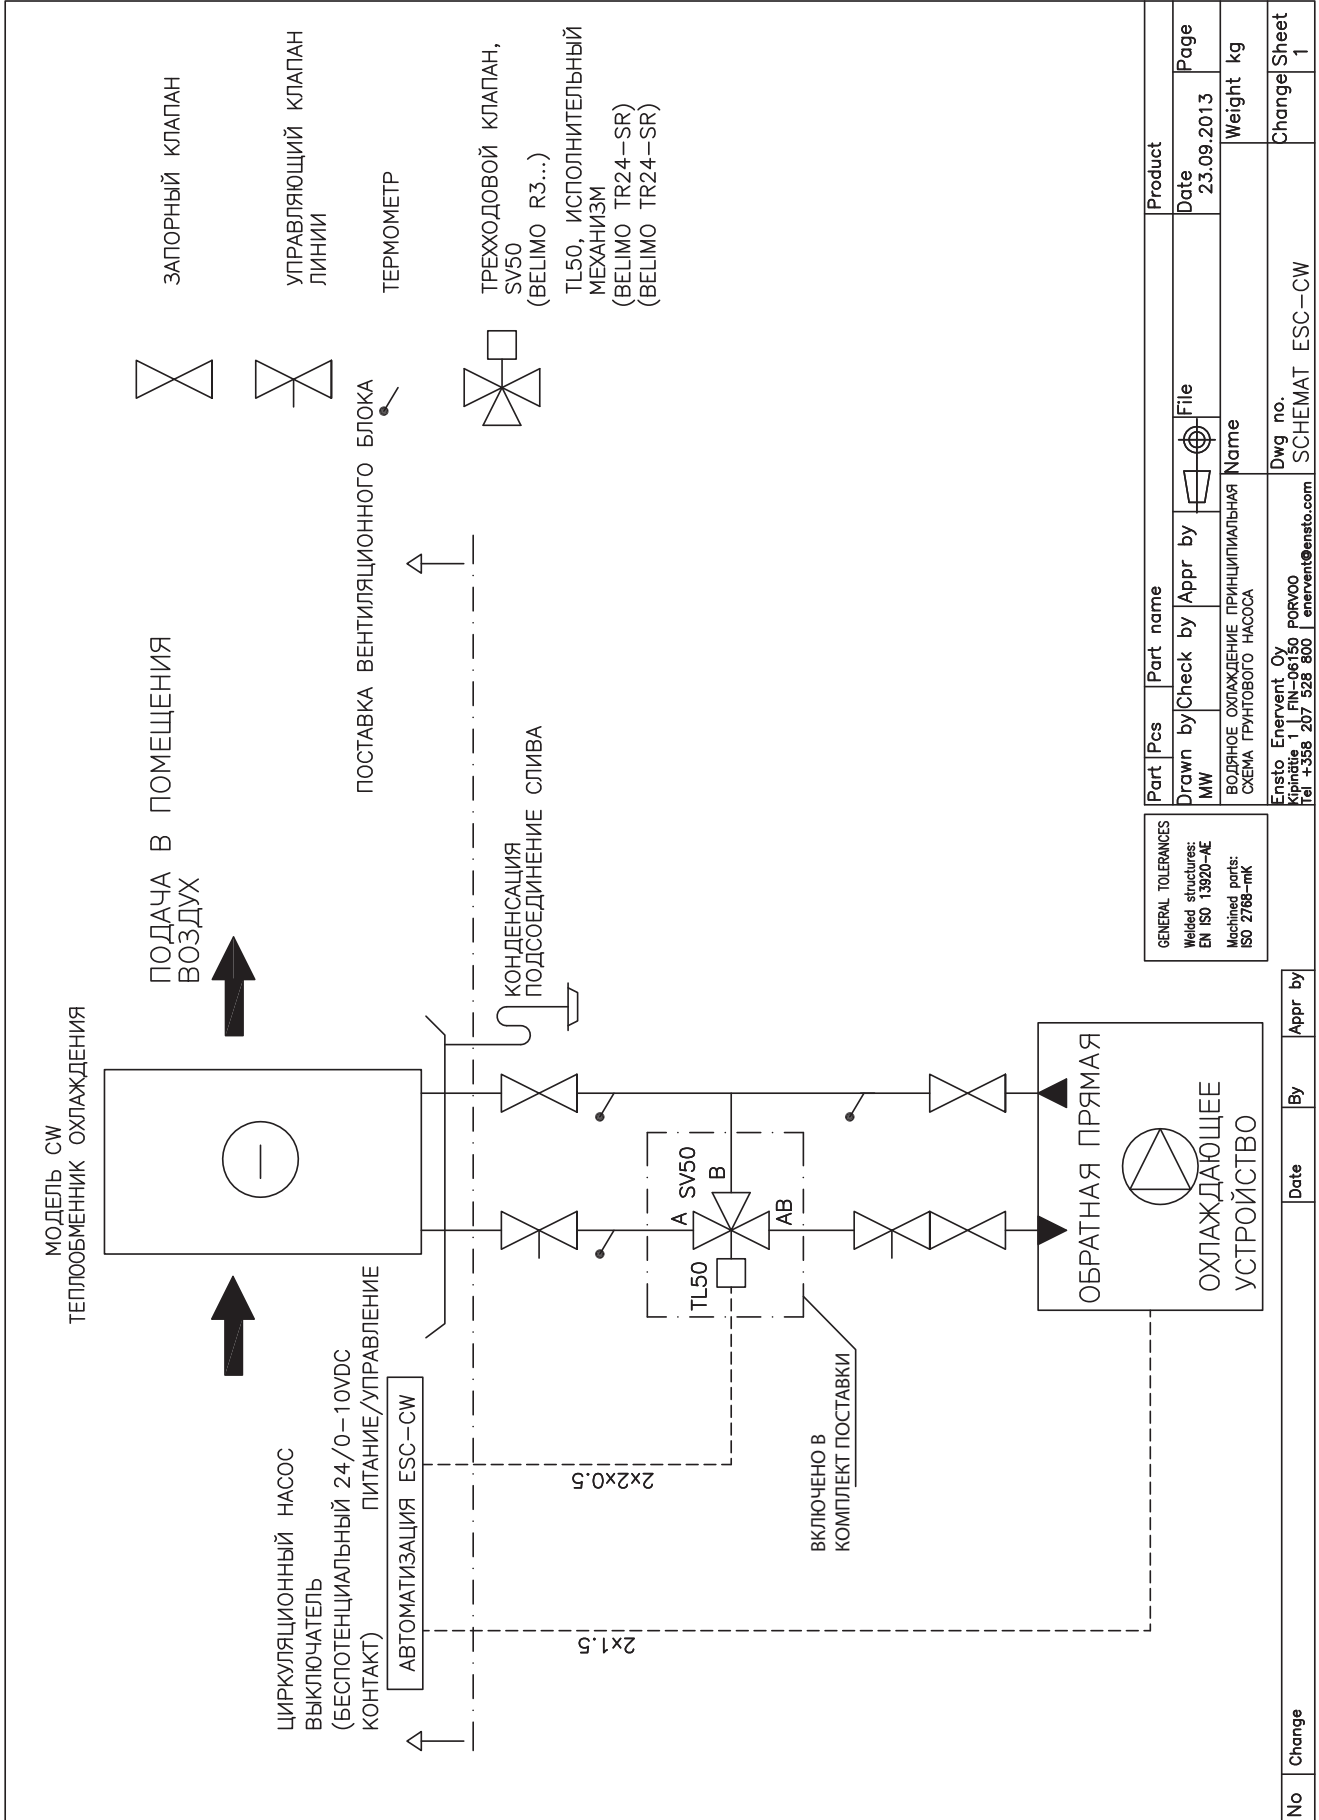 МОДЕЛЬ CW
ТЕПЛООБМЕННИК ОХЛАЖДЕНИЯ
ПОДАЧА В ПОМЕЩЕНИЯ
ВОЗДУХ
ЦИРКУЛЯЦИОННЫЙ НАСОС
ВЫКЛЮЧАТЕЛЬ
(БЕСПОТЕНЦИАЛЬНЫЙ 24/0-10VDC
КОНТАКТ) ПИТАНИЕ/УПРАВЛЕНИЕ
АВТОМАТИЗАЦИЯ ESC-CW
ПОСТАВКА ВЕНТИЛЯЦИОННОГО БЛОКА
КОНДЕНСАЦИЯ
ПОДСОЕДИНЕНИЕ СЛИВА
2x1.5
2x2x0.5
TL50
A
SV50
B
AB
ВКЛЮЧЕНО В
КОМПЛЕКТ ПОСТАВКИ
ОБРАТНАЯ ПРЯМАЯ
ОХЛАЖДАЮЩЕЕ
УСТРОЙСТВО
ЗАПОРНЫЙ КЛАПАН
УПРАВЛЯЮЩИЙ КЛАПАН
ЛИНИИ
ТЕРМОМЕТР
ТРЕХХОДОВОЙ КЛАПАН,
SV50
(BELIMO R3...)
TL50, ИСПОЛНИТЕЛЬНЫЙ
МЕХАНИЗМ
(BELIMO TR24-SR)
(BELIMO TR24-SR)
GENERAL TOLERANCES
Welded structures:
EN ISO 13920-AE
Machined parts:
ISO 2768-mK
Part Pcs Part name Product
Drawn by Check by Appr by File Date Page
MW 23.09.2013
ВОДЯНОЕ ОХЛАЖДЕНИЕ ПРИНЦИПИАЛЬНАЯ
СХЕМА ГРУНТОВОГО НАСОСА
Name Weight kg
Ensto Enervent Oy
Kipinätie 1 | FIN-06150 PORVOO
Tel +358 207 528 800 | enervent@ensto.com
Dwg no. Change Sheet
SCHEMAT ESC-CW 1
No Change Date By Appr by